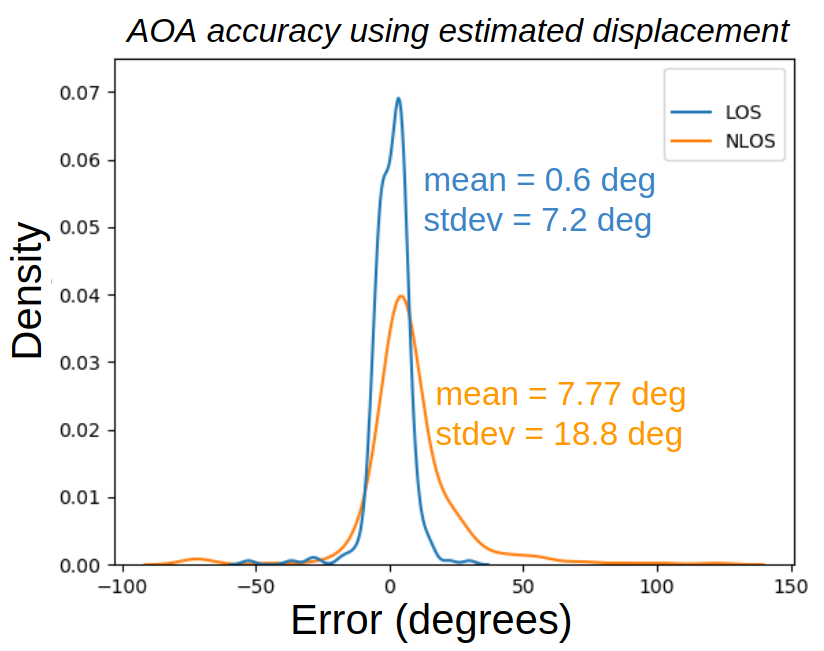 AOA accuracy using estimated displacement
LOS
NLOS
mean = 0.6 deg
stdev = 7.2 deg
mean = 7.77 deg
stdev = 18.8 deg
Density
0.07
0.06
0.05
0.04
0.03
0.02
0.01
0.00
−100
−50
0
50
100
150
Error (degrees)